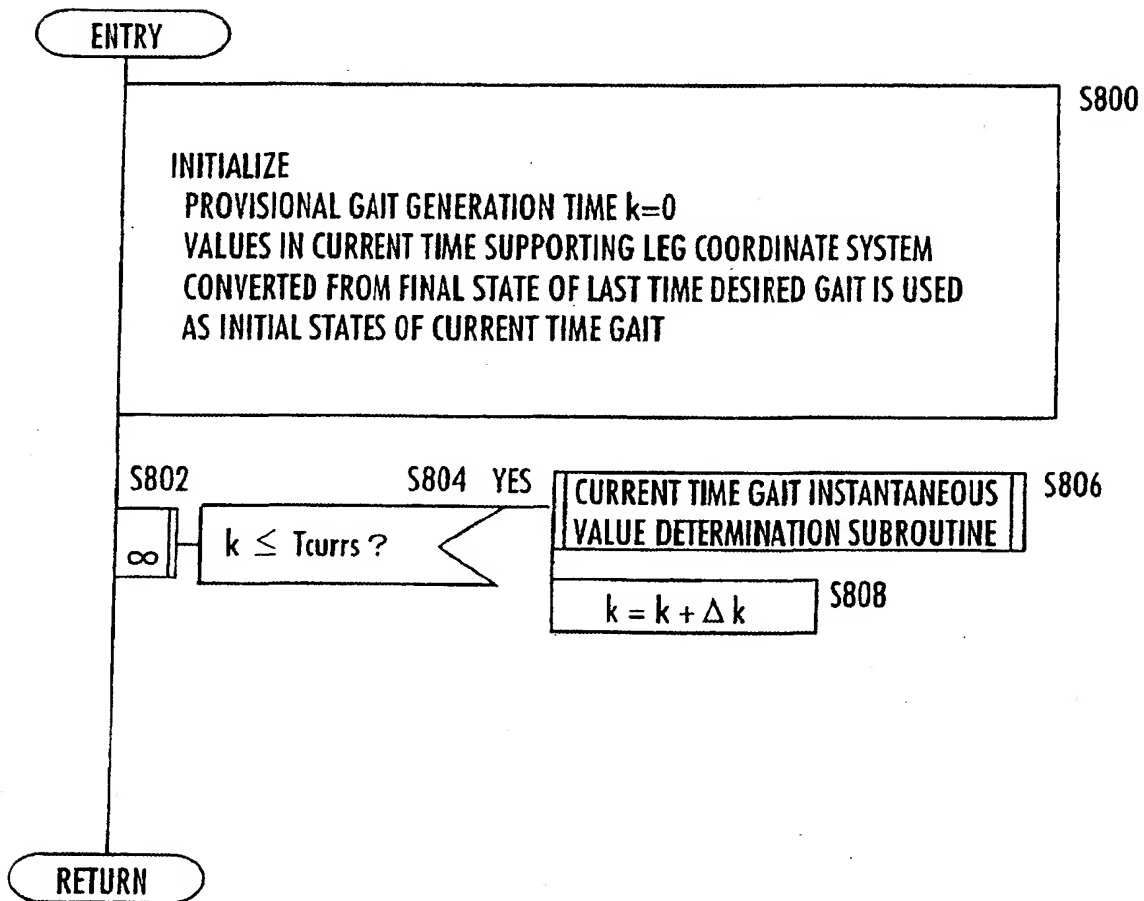 ENTRY
S800
INITIALIZE
PROVISIONAL GAIT GENERATION TIME k=0
VALUES IN CURRENT TIME SUPPORTING LEG COORDINATE SYSTEM
CONVERTED FROM FINAL STATE OF LAST TIME DESIRED GAIT IS USED
AS INITIAL STATES OF CURRENT TIME GAIT
S802
∞
S804 YES
k ≤ Tcurrs ?
CURRENT TIME GAIT INSTANTANEOUS
VALUE DETERMINATION SUBROUTINE
S806
k = k + Δ k
S808
RETURN